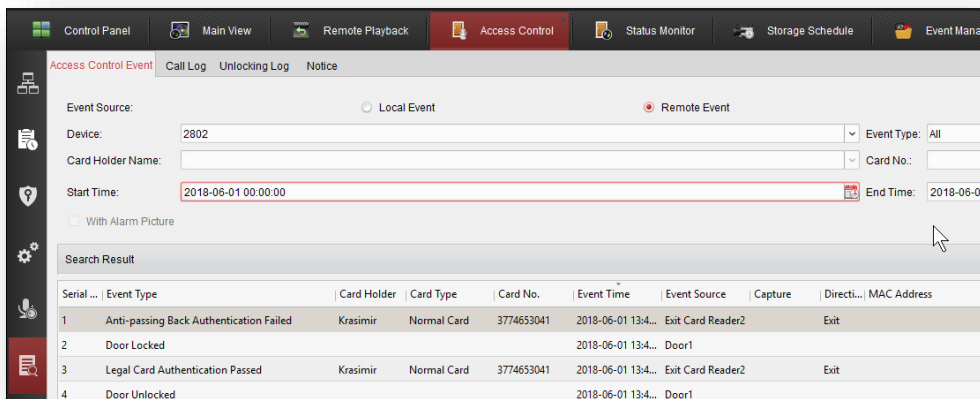 Control Panel Main View Remote Playback Access Control Status Monitor Storage Schedule Event Mana
Access Control Event Call Log Unlocking Log Notice
Event Source: Local Event Remote Event
Device: 2802 Event Type: All
Card Holder Name: Card No.:
Start Time: 2018-06-01 00:00:00 End Time: 2018-06-0
With Alarm Picture
Search Result
Serial ... Event Type Card Holder Card Type Card No. Event Time Event Source Capture Directi... MAC Address
1 Anti-passing Back Authentication Failed Krasimir Normal Card 3774653041 2018-06-01 13:4... Exit Card Reader2 Exit
2 Door Locked 2018-06-01 13:4... Door1
3 Legal Card Authentication Passed Krasimir Normal Card 3774653041 2018-06-01 13:4... Exit Card Reader2 Exit
4 Door Unlocked 2018-06-01 13:4... Door1